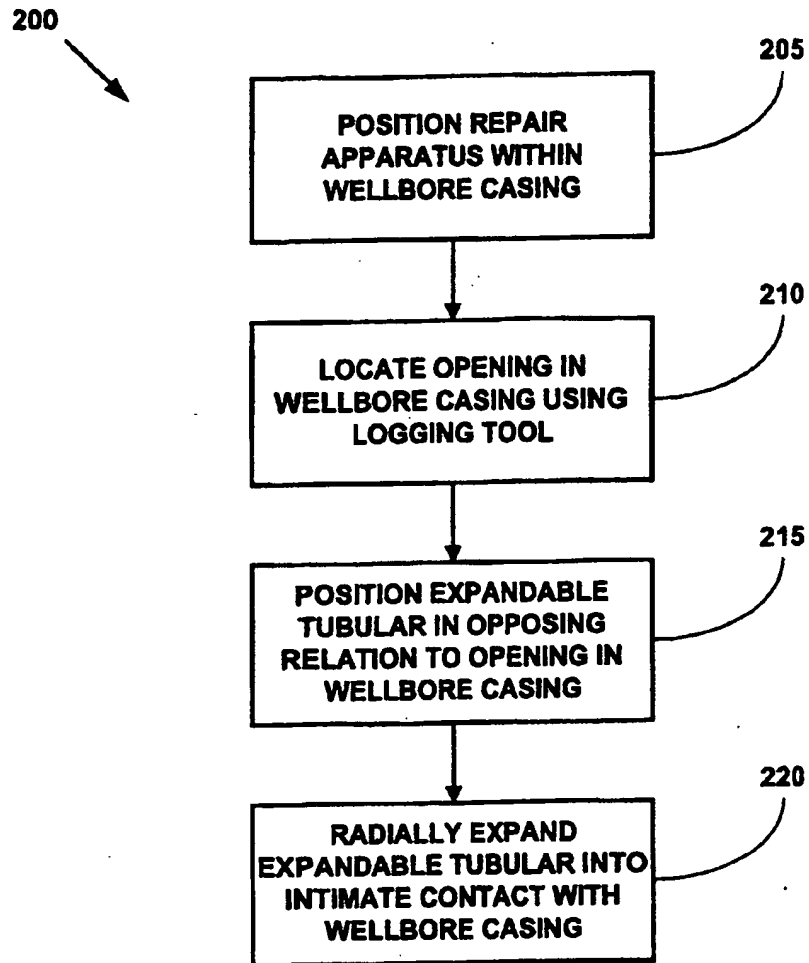 200
205
POSITION REPAIR
APPARATUS WITHIN
WELLBORE CASING
210
LOCATE OPENING IN
WELLBORE CASING USING
LOGGING TOOL
215
POSITION EXPANDABLE
TUBULAR IN OPPOSING
RELATION TO OPENING IN
WELLBORE CASING
220
RADIALLY EXPAND
EXPANDABLE TUBULAR INTO
INTIMATE CONTACT WITH
WELLBORE CASING